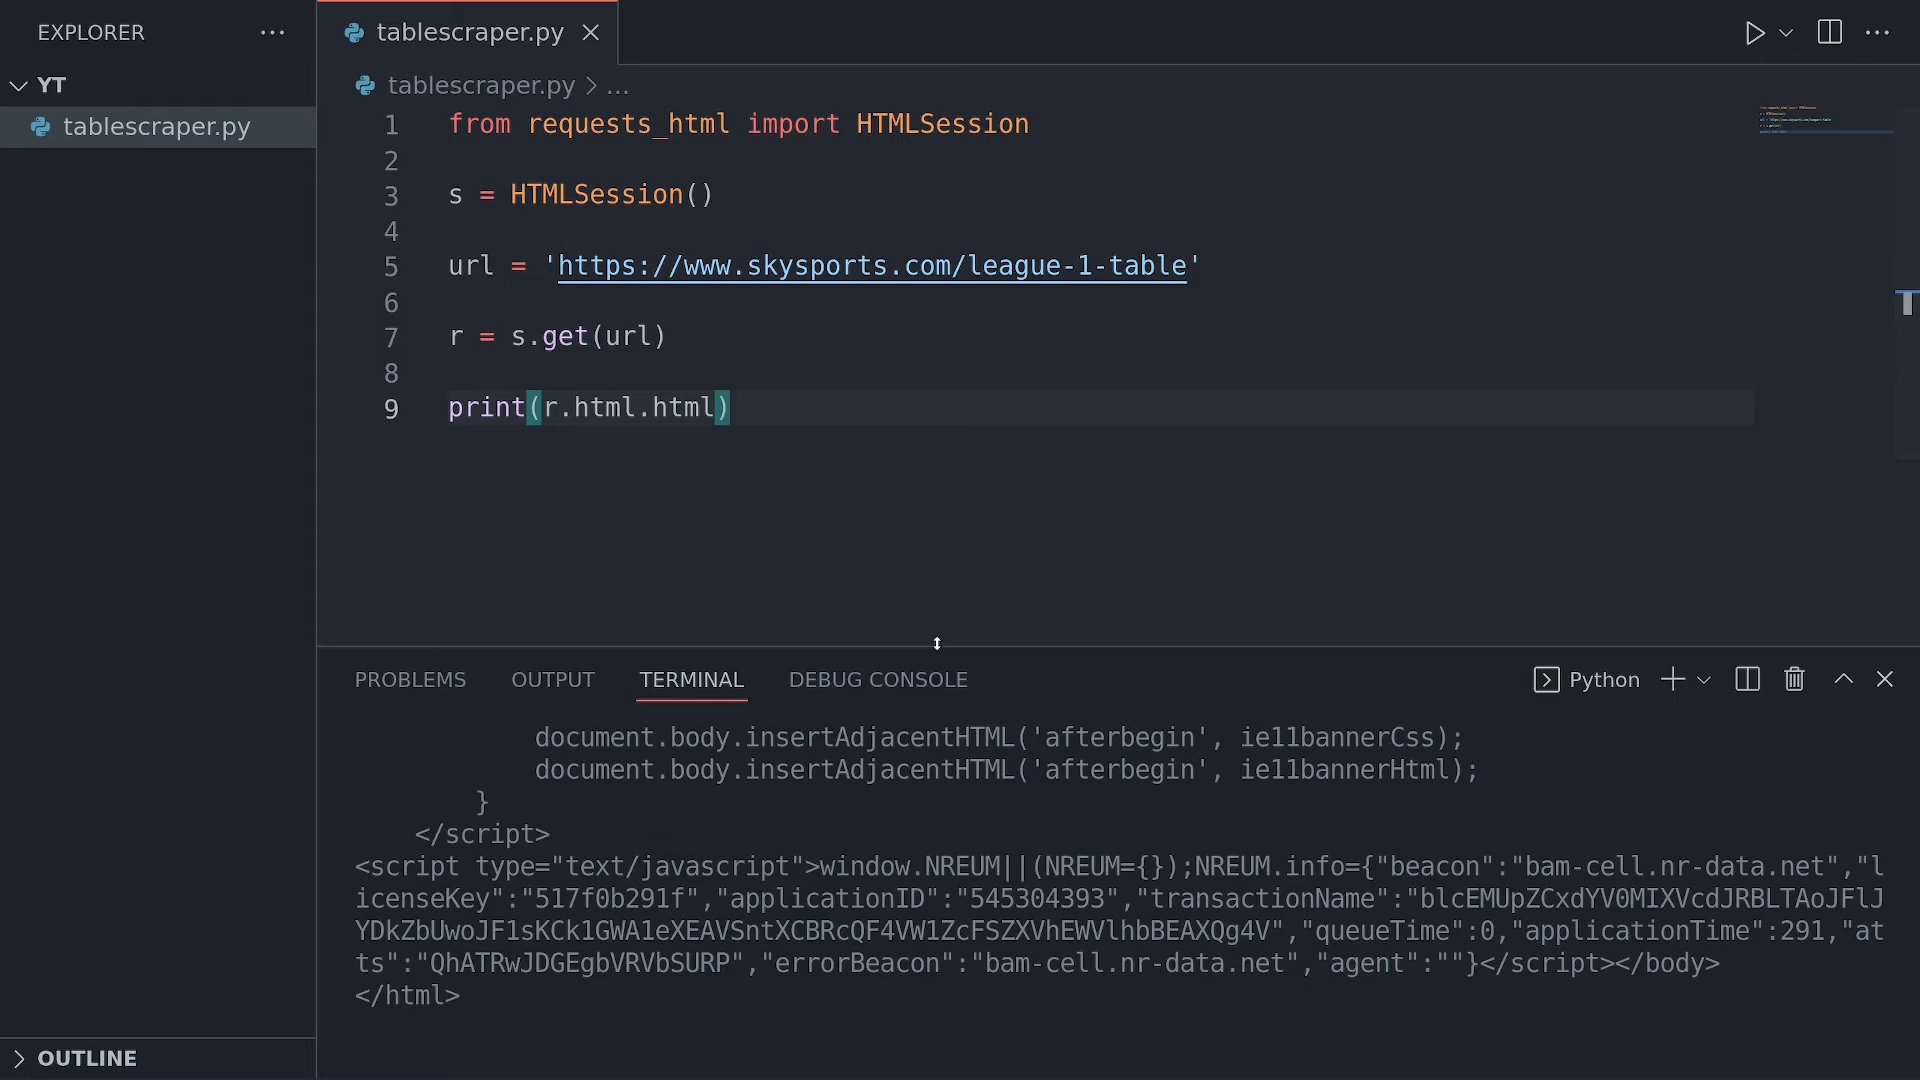 EXPLORER
YT
tablescraper.py
OUTLINE
tablescraper.py
tablescraper.py > ...
1 from requests_html import HTMLSession
2
3 s = HTMLSession()
4
5 url = 'https://www.skysports.com/league-1-table'
6
7 r = s.get(url)
8
9 print(r.html.html)
PROBLEMS OUTPUT TERMINAL DEBUG CONSOLE Python
document.body.insertAdjacentHTML('afterbegin', ie11bannerCss);
document.body.insertAdjacentHTML('afterbegin', ie11bannerHtml);
}
</script>
<script type="text/javascript">window.NREUM||(NREUM={});NREUM.info={"beacon":"bam-cell.nr-data.net","l
icenseKey":"517f0b291f","applicationID":"545304393","transactionName":"blcEMUpZCxdYV0MIXVcdJRBLTAoJFlJ
YDkZbUwoJF1sKCk1GWA1eXEAVSntXCBRcQF4VW1ZcFSZXVhEWVlhbBEAXQg4V","queueTime":0,"applicationTime":291,"at
ts":"QhATRwJDGEgbVRVbSURP","errorBeacon":"bam-cell.nr-data.net","agent":""}</script></body>
</html>